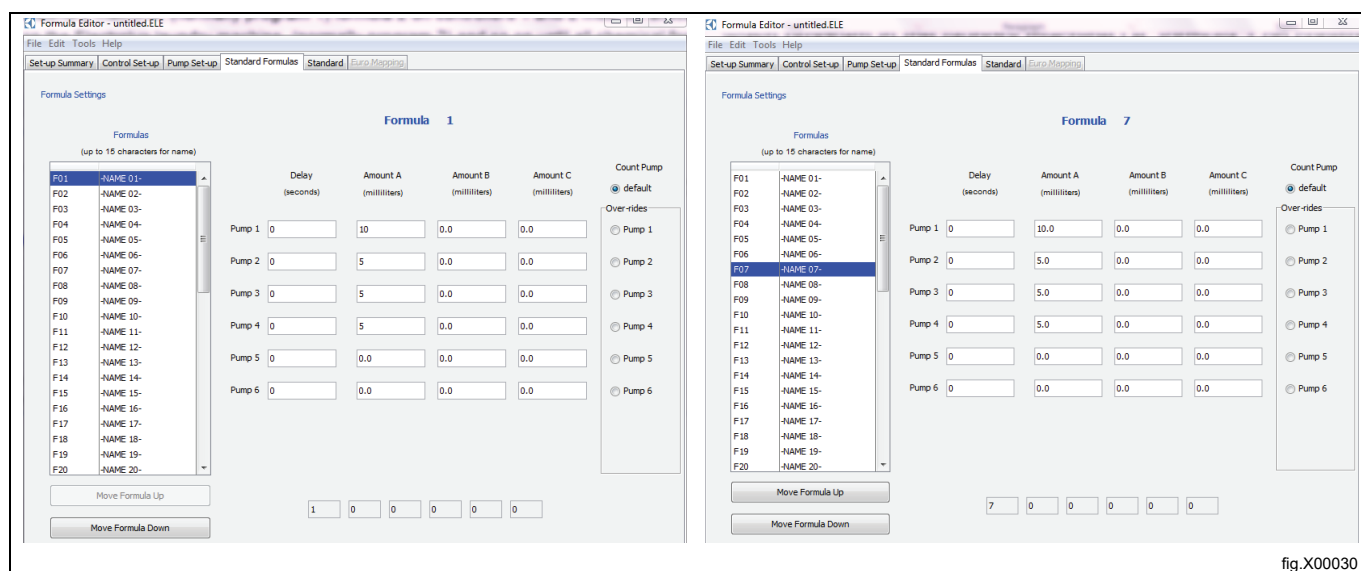 Formula Editor - untitled.ELE
File Edit Tools Help
Set-up Summary Control Set-up Pump Set-up Standard Formulas Standard Euro Mapping
Formula Settings
Formula 1
Formulas
(up to 15 characters for name)
F01 -NAME 01-
F02 -NAME 02-
F03 -NAME 03-
F04 -NAME 04-
F05 -NAME 05-
F06 -NAME 06-
F07 -NAME 07-
F08 -NAME 08-
F09 -NAME 09-
F10 -NAME 10-
F11 -NAME 11-
F12 -NAME 12-
F13 -NAME 13-
F14 -NAME 14-
F15 -NAME 15-
F16 -NAME 16-
F17 -NAME 17-
F18 -NAME 18-
F19 -NAME 19-
F20 -NAME 20-
Move Formula Up
Move Formula Down
Delay Amount A Amount B Amount C
(seconds) (milliliters) (milliliters) (milliliters)
Pump 1 0 10 0.0 0.0
Pump 2 0 5 0.0 0.0
Pump 3 0 5 0.0 0.0
Pump 4 0 5 0.0 0.0
Pump 5 0 0.0 0.0 0.0
Pump 6 0 0.0 0.0 0.0
1 0 0 0 0 0
Count Pump
default
Over-rides
Pump 1
Pump 2
Pump 3
Pump 4
Pump 5
Pump 6
Formula Editor - untitled.ELE
File Edit Tools Help
Set-up Summary Control Set-up Pump Set-up Standard Formulas Standard Euro Mapping
Formula Settings
Formula 7
Formulas
(up to 15 characters for name)
F01 -NAME 01-
F02 -NAME 02-
F03 -NAME 03-
F04 -NAME 04-
F05 -NAME 05-
F06 -NAME 06-
F07 -NAME 07-
F08 -NAME 08-
F09 -NAME 09-
F10 -NAME 10-
F11 -NAME 11-
F12 -NAME 12-
F13 -NAME 13-
F14 -NAME 14-
F15 -NAME 15-
F16 -NAME 16-
F17 -NAME 17-
F18 -NAME 18-
F19 -NAME 19-
F20 -NAME 20-
Move Formula Up
Move Formula Down
Delay Amount A Amount B Amount C
(seconds) (milliliters) (milliliters) (milliliters)
Pump 1 0 10.0 0.0 0.0
Pump 2 0 5.0 0.0 0.0
Pump 3 0 5.0 0.0 0.0
Pump 4 0 5.0 0.0 0.0
Pump 5 0 0.0 0.0 0.0
Pump 6 0 0.0 0.0 0.0
7 0 0 0 0 0
Count Pump
default
Over-rides
Pump 1
Pump 2
Pump 3
Pump 4
Pump 5
Pump 6
fig.X00030